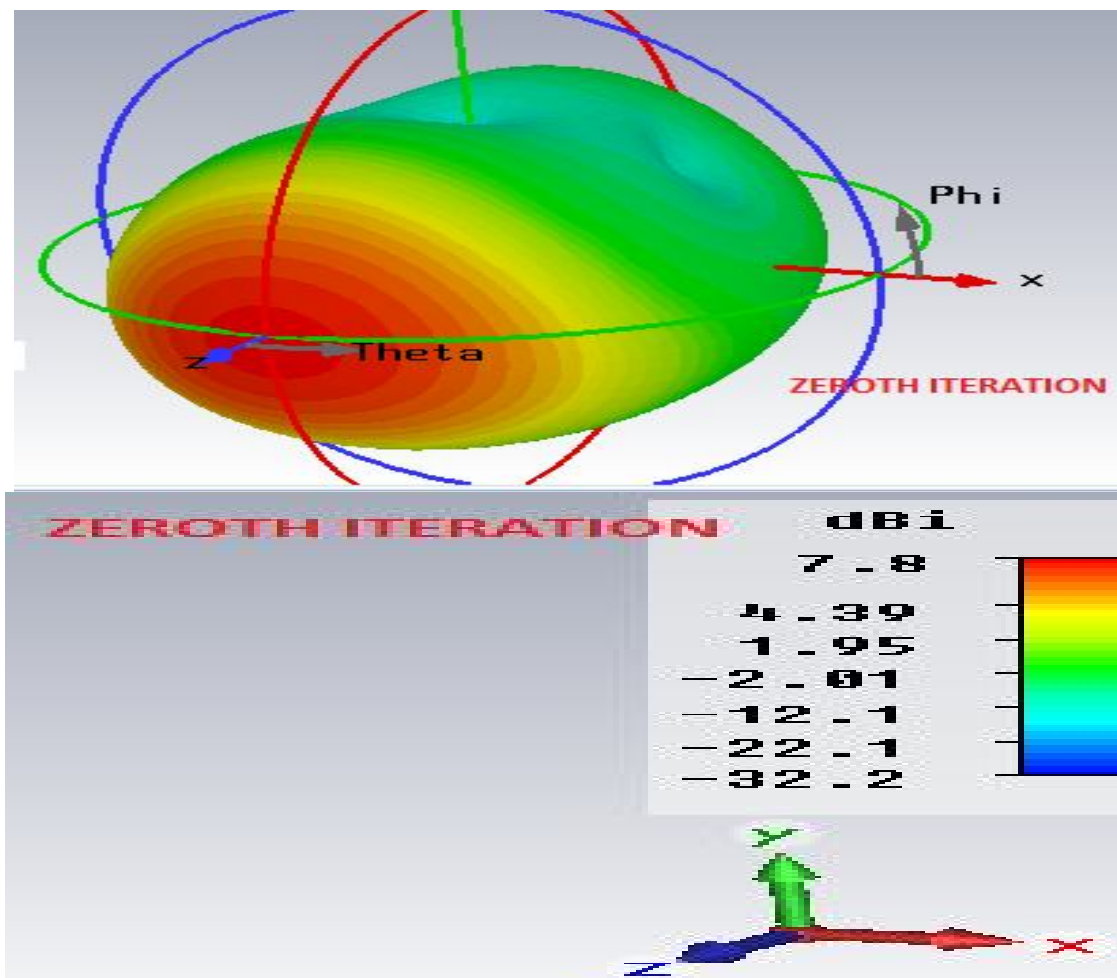 Phi
x
Theta
z
ZEROTH ITERATION
ZEROTH ITERATION
dBi
7.8
4.39
1.95
-2.01
-12.1
-22.1
-32.2
y
x
z